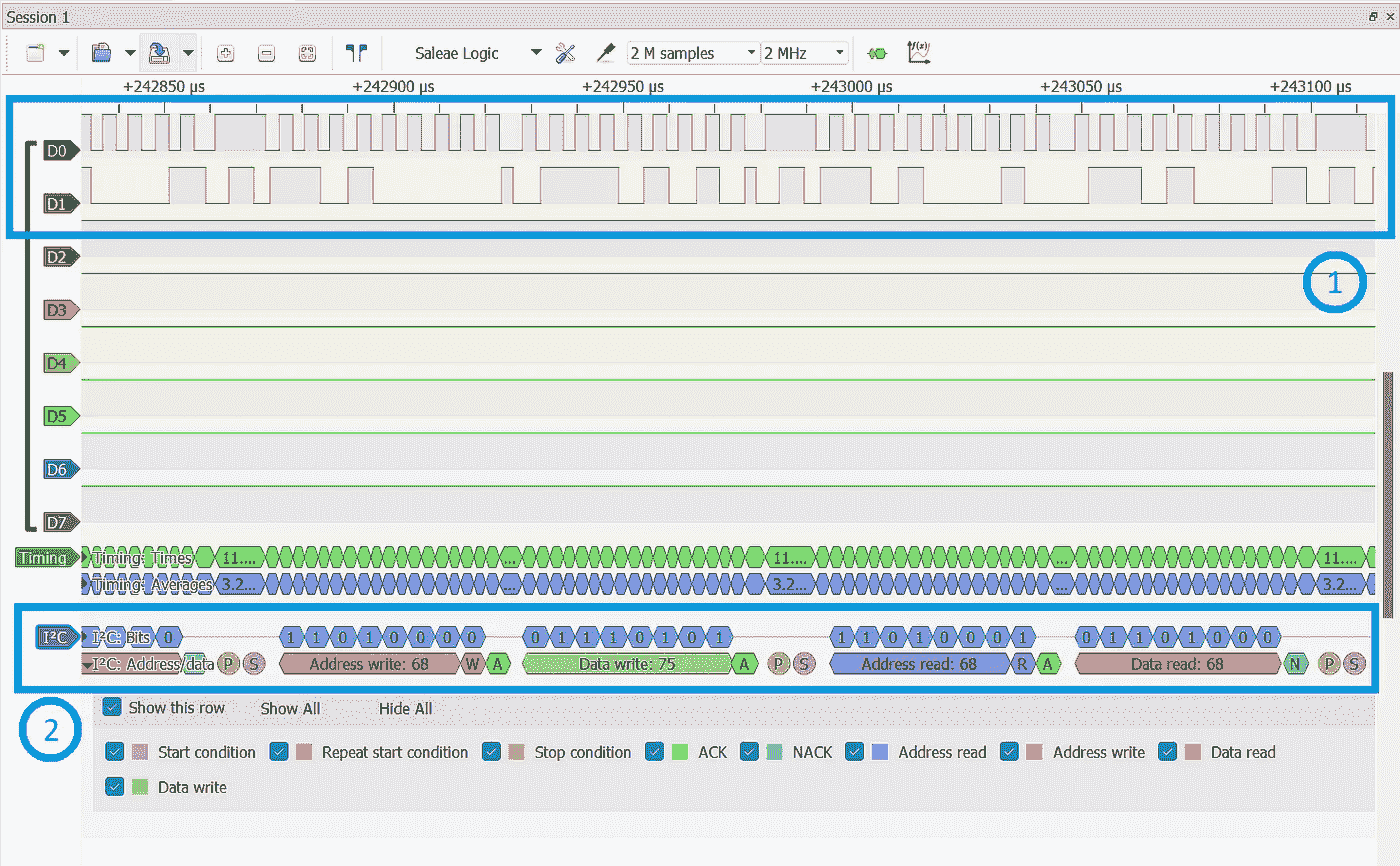 Session 1
Saleae Logic 2 M samples 2 MHz
+242850 µs +242900 µs +242950 µs +243000 µs +243050 µs +243100 µs
D0
D1
D2
1
D3
D4
D5
D6
D7
Timing Timing: Times 11.... ... 11.... ... 11....
Timing: Averages 3.2... ... 3.2... ... 3.2...
I²C I²C: Bits 0 1 1 0 1 0 0 0 0 0 1 1 1 0 1 0 1 1 1 0 1 0 0 0 1 0 1 1 0 1 0 0 0
I²C: Address/data P S Address write: 68 W A Data write: 75 A P S Address read: 68 R A Data read: 68 N P S
2
Show this row Show All Hide All
Start condition Repeat start condition Stop condition ACK NACK Address read Address write Data read
Data write